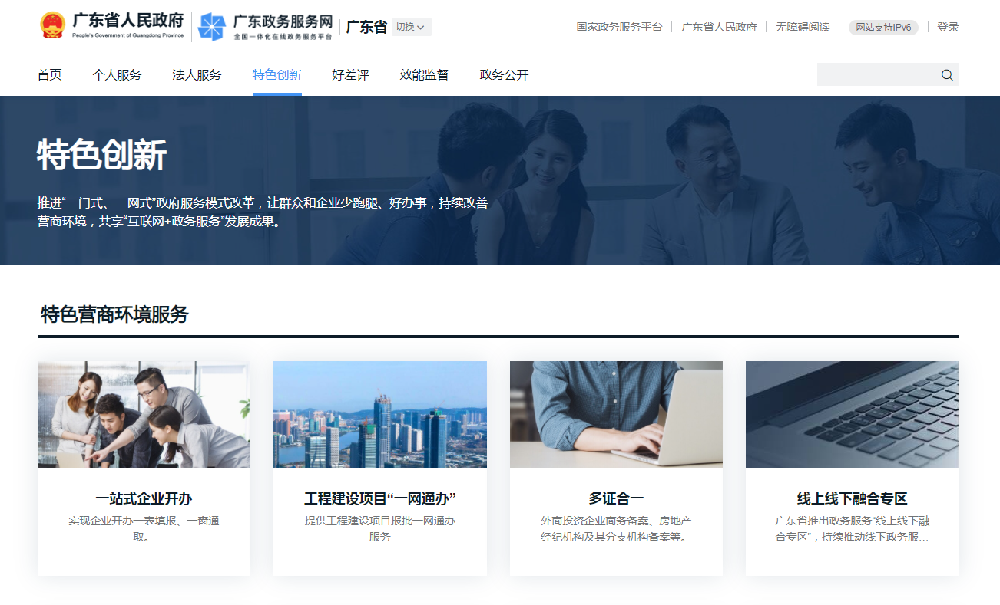 广东省人民政府
People's Government of Guangdong Province
广东政务服务网
全国一体化在线政务服务平台
广东省 切换
国家政务服务平台 广东省人民政府 无障碍阅读 网站支持IPv6 登录
首页 个人服务 法人服务 特色创新 好差评 效能监督 政务公开
特色创新
推进“一门式、一网式”政府服务模式改革，让群众和企业少跑腿、好办事，持续改善
营商环境，共享“互联网+政务服务”发展成果。
特色营商环境服务
一站式企业开办
实现企业开办一表填报、一窗通
取。
工程建设项目“一网通办”
提供工程建设项目报批一网通办
服务
多证合一
外商投资企业商务备案、房地产
经纪机构及其分支机构备案等。
线上线下融合专区
广东省推出政务服务“线上线下融
合专区”，持续推动线下政务服...